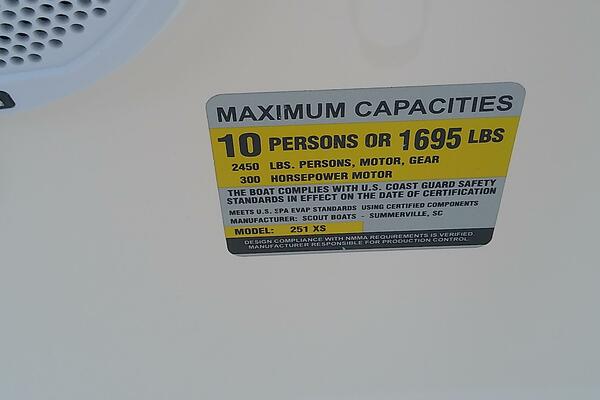 MAXIMUM CAPACITIES
10 PERSONS OR 1695 LBS
2450 LBS. PERSONS, MOTOR, GEAR
300 HORSEPOWER MOTOR
THE BOAT COMPLIES WITH U.S. COAST GUARD SAFETY
STANDARDS IN EFFECT ON THE DATE OF CERTIFICATION
MEETS U.S. EPA EVAP STANDARDS USING CERTIFIED COMPONENTS
MANUFACTURER: SCOUT BOATS - SUMMERVILLE, SC
MODEL: 251 XS
DESIGN COMPLIANCE WITH NMMA REQUIREMENTS IS VERIFIED.
MANUFACTURER RESPONSIBLE FOR PRODUCTION CONTROL.